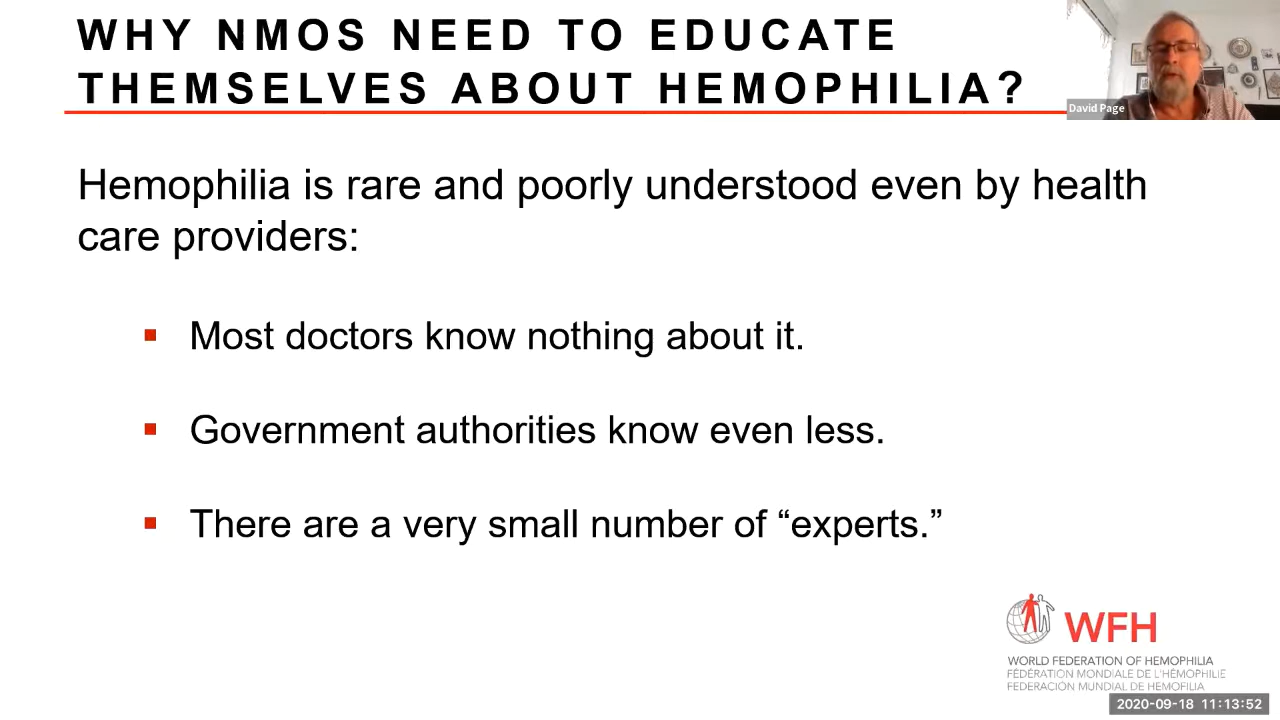 WHY NMOS NEED TO EDUCATE
THEMSELVES ABOUT HEMOPHILIA?
David Page
Hemophilia is rare and poorly understood even by health
care providers:
▪ Most doctors know nothing about it.
▪ Government authorities know even less.
▪ There are a very small number of “experts.”
WFH
WORLD FEDERATION OF HEMOPHILIA
FÉDÉRATION MONDIALE DE L'HÉMOPHILIE
FEDERACIÓN MUNDIAL DE HEMOFILIA
2020-09-18 11:13:52